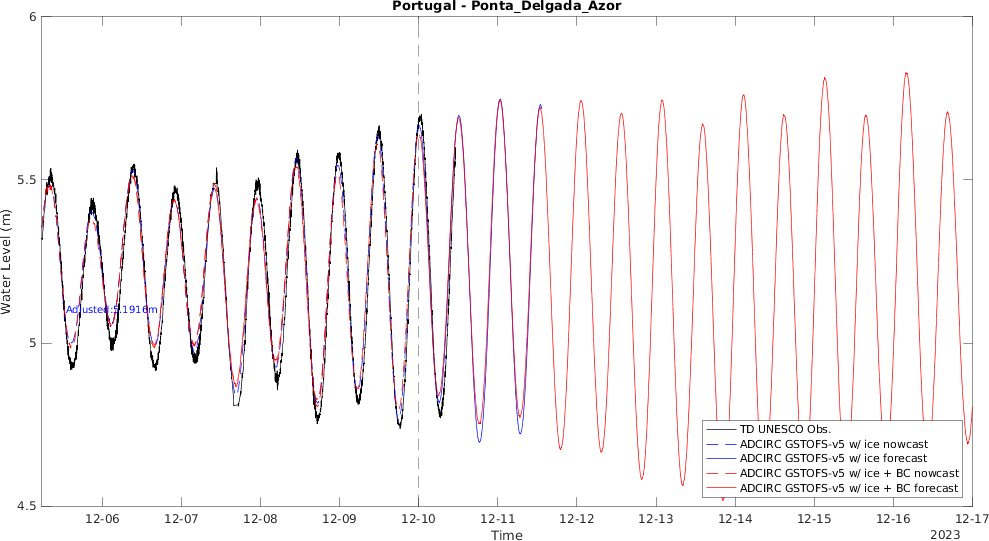 Portugal - Ponta_Delgada_Azor
6
5.5
5
4.5
Water Level (m)
Adjusted:5.1916m
TD UNESCO Obs.
ADCIRC GSTOFS-v5 w/ ice nowcast
ADCIRC GSTOFS-v5 w/ ice forecast
ADCIRC GSTOFS-v5 w/ ice + BC nowcast
ADCIRC GSTOFS-v5 w/ ice + BC forecast
12-06 12-07 12-08 12-09 12-10 12-11 12-12 12-13 12-14 12-15 12-16 12-17
Time
2023